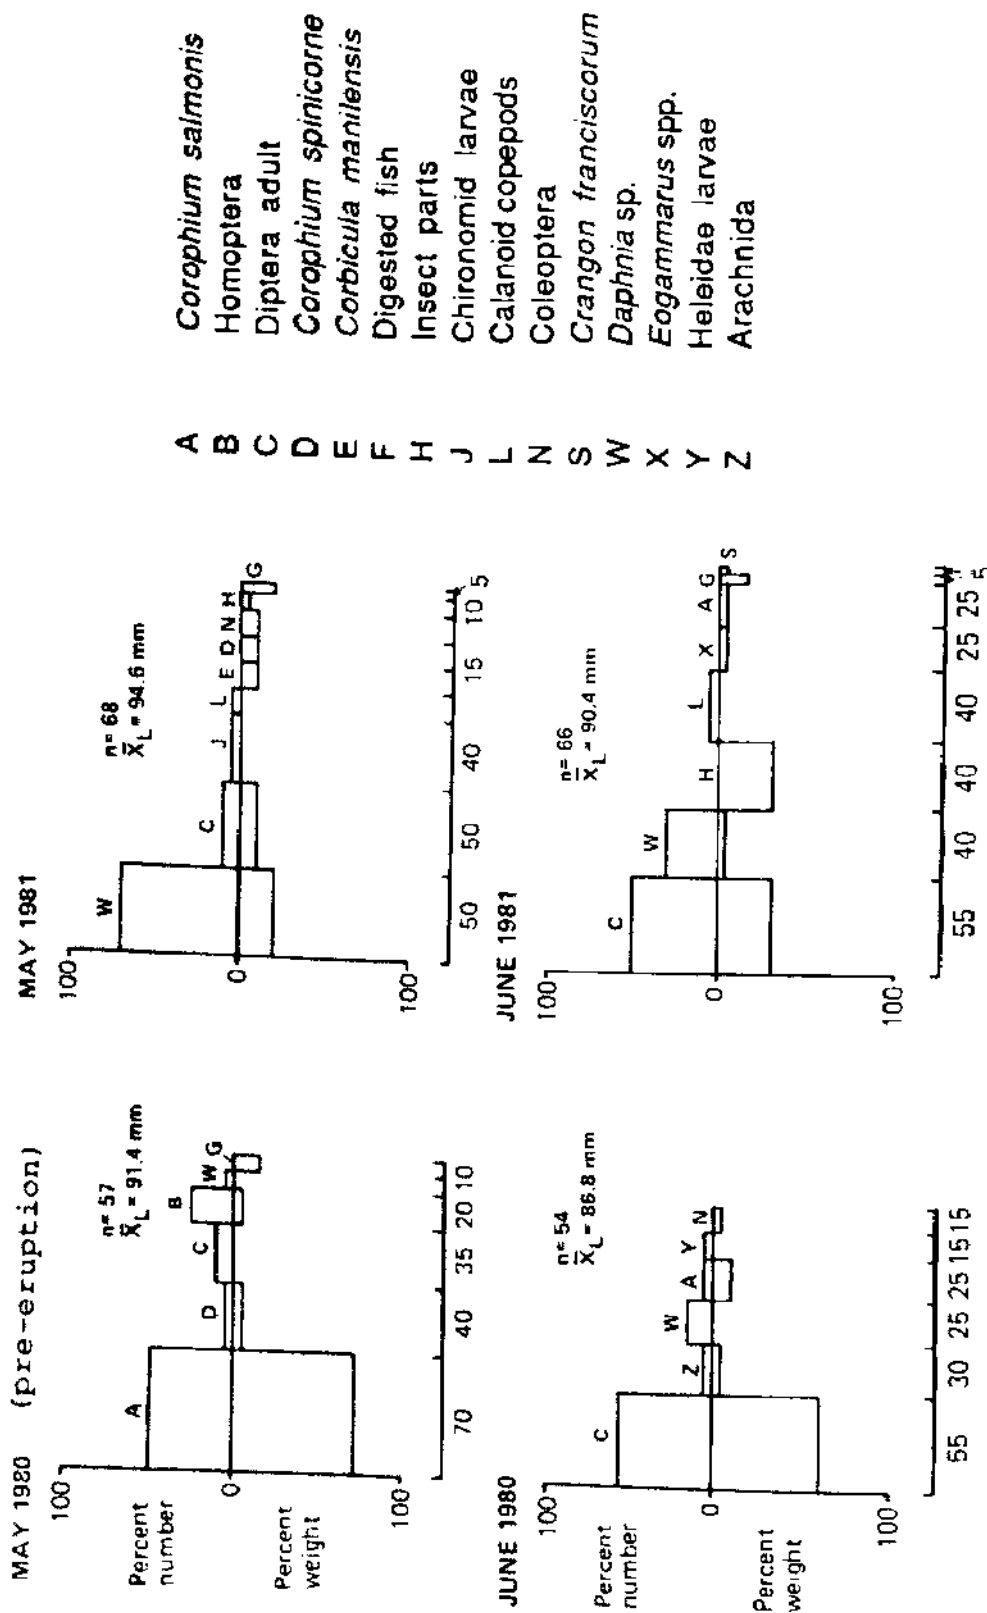 MAY 1980 (pre-eruption)
n= 57
X̄L = 91.4 mm
100
0
100
Percent
number
Percent
weight
A
D
C
B
W
G
70
40
35
20
10
MAY 1981
n= 68
X̄L = 94.6 mm
100
0
100
W
C
J
L
E
D
N
H
G
50
50
40
15
10
5
JUNE 1980
n= 54
X̄L = 86.8 mm
100
0
100
Percent
number
Percent
weight
C
Z
W
A
Y
N
55
30
25
25
15
15
JUNE 1981
n= 66
X̄L = 90.4 mm
100
0
100
C
W
H
L
X
A
G
S
55
40
40
40
25
25
5
A Corophium salmonis
B Homoptera
C Diptera adult
D Corophium spinicorne
E Corbicula manilensis
F Digested fish
H Insect parts
J Chironomid larvae
L Calanoid copepods
N Coleoptera
S Crangon franciscorum
W Daphnia sp.
X Eogammarus spp.
Y Heleidae larvae
Z Arachnida